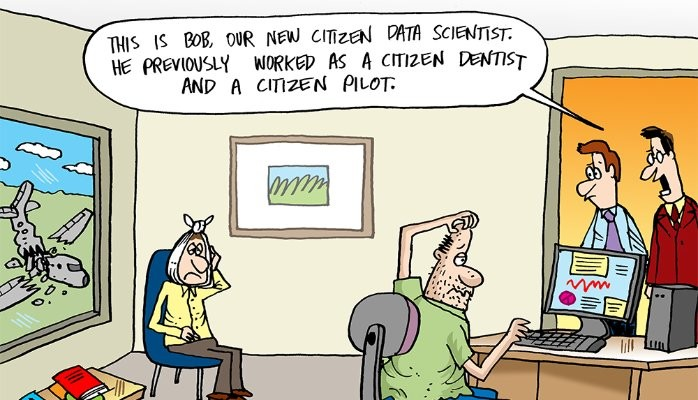 THIS IS BOB, OUR NEW CITIZEN DATA SCIENTIST.
HE PREVIOUSLY WORKED AS A CITIZEN DENTIST
AND A CITIZEN PILOT.